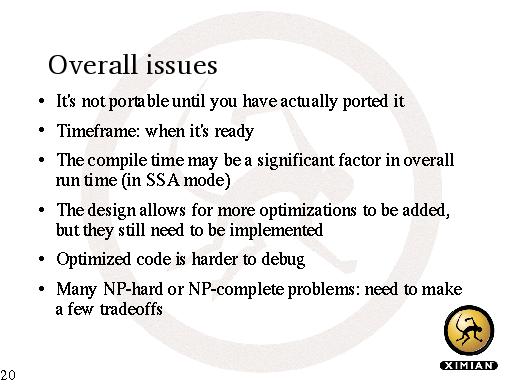 Overall issues
• It's not portable until you have actually ported it
• Timeframe: when it's ready
• The compile time may be a significant factor in overall
run time (in SSA mode)
• The design allows for more optimizations to be added,
but they still need to be implemented
• Optimized code is harder to debug
• Many NP-hard or NP-complete problems: need to make
a few tradeoffs
XIMIAN
20